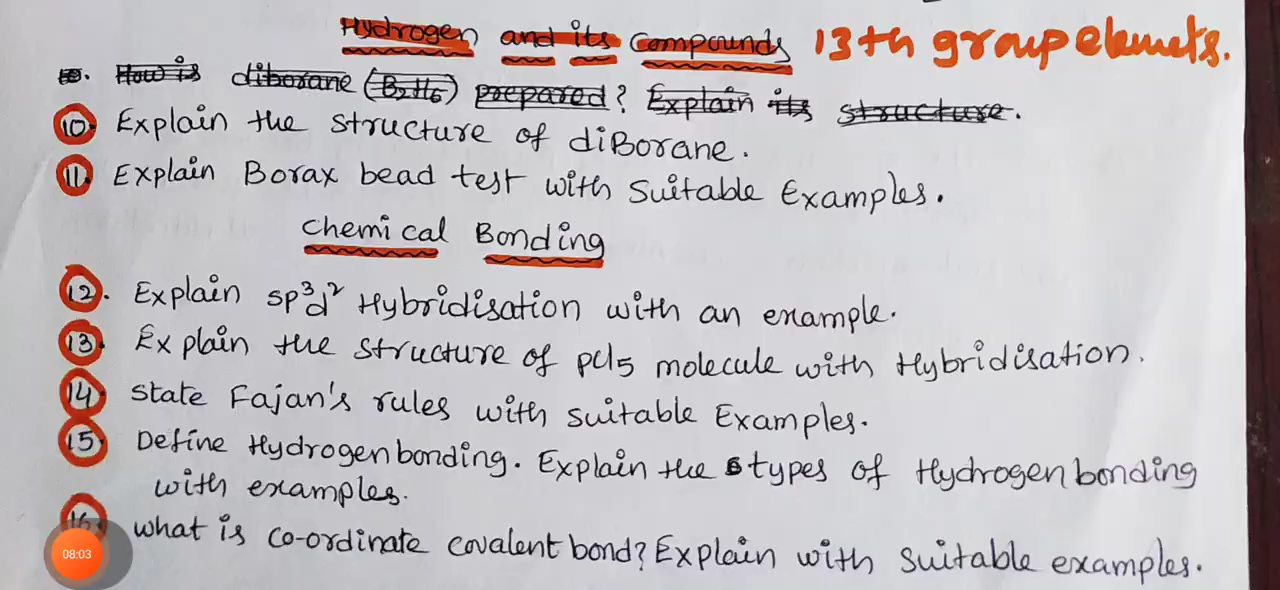 Hydrogen and its Compounds 13th group elements.
10. How is diborane (B2H6) prepared? Explain its structure.
10. Explain the structure of diBorane.
11. Explain Borax bead test with Suitable Examples.
Chemical Bonding
12. Explain sp³d² Hybridisation with an example.
13. Explain the structure of pcl5 molecule with Hybridisation.
14. State Fajan's rules with Suitable Examples.
15. Define Hydrogen bonding. Explain the types of Hydrogen bonding
with examples.
16. what is co-ordinate covalent bond? Explain with suitable examples.
08:03